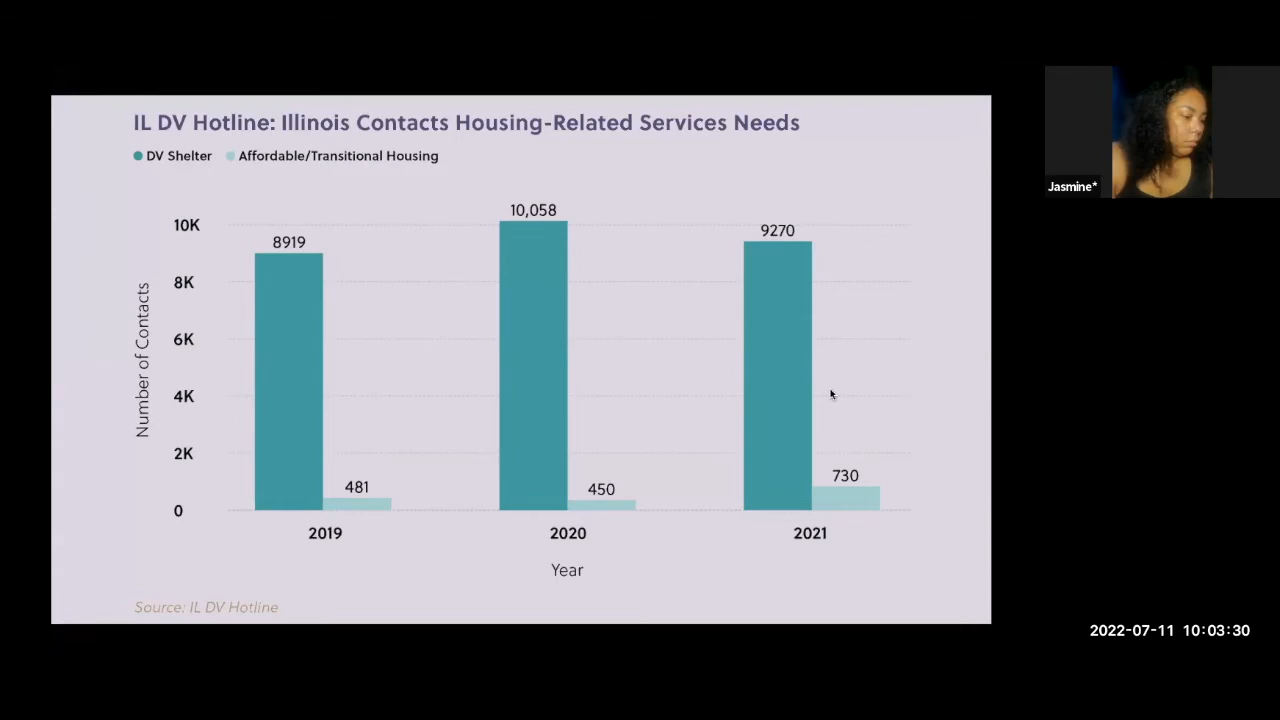 IL DV Hotline: Illinois Contacts Housing-Related Services Needs
DV Shelter Affordable/Transitional Housing
10,058
10K
9270
8919
8K
6K
Number of Contacts
4K
2K
481
450
730
0
2019 2020 2021
Year
Source: IL DV Hotline
Jasmine*
2022-07-11 10:03:30